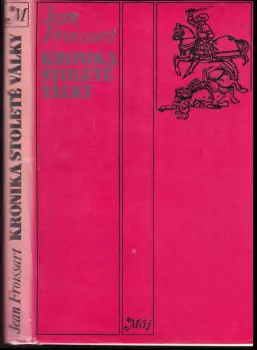 M
Jean Froissart KRONIKA STOLETÉ VÁLKY
Jean
Froissart
KRONIKA
STOLETÉ
VÁLKY
Máj